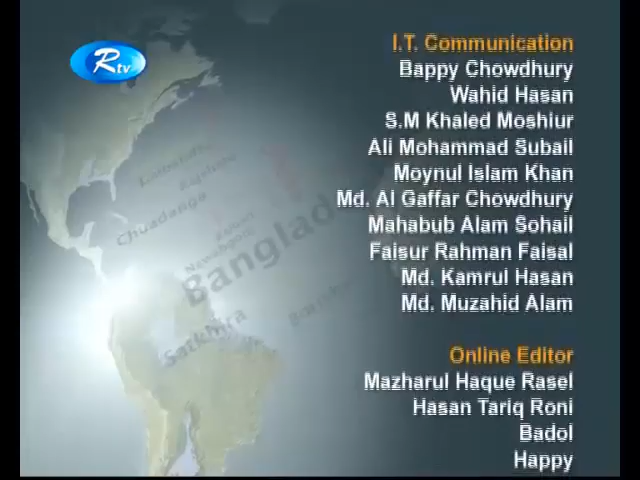 Rtv
I.T. Communication
Bappy Chowdhury
Wahid Hasan
S.M Khaled Moshiur
Ali Mohammad Subail
Moynul Islam Khan
Md. Al Gaffar Chowdhury
Mahabub Alam Sohail
Faisur Rahman Faisal
Md. Kamrul Hasan
Md. Muzahid Alam
Online Editor
Mazharul Haque Rasel
Hasan Tariq Roni
Badol
Happy
Chuadanga
Banglad
Satkhira